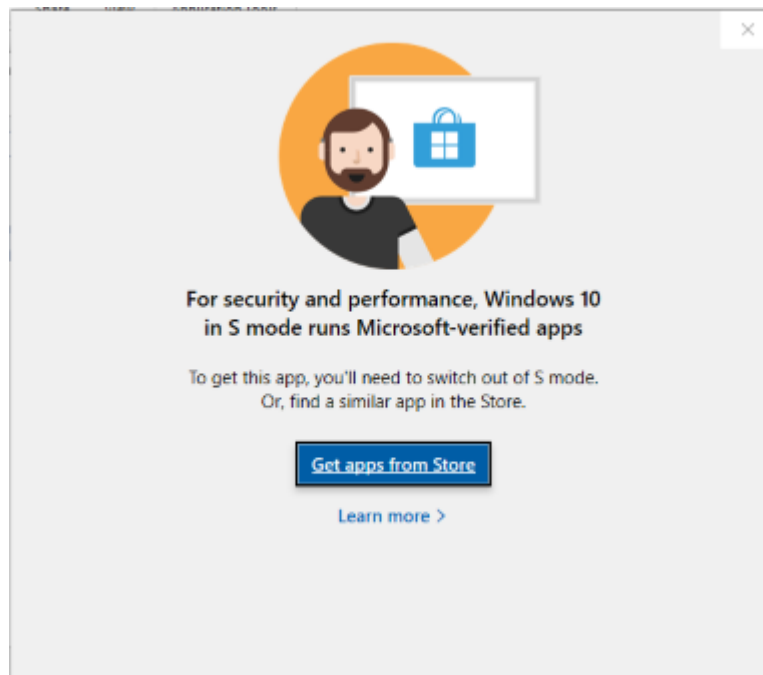 For security and performance, Windows 10
in S mode runs Microsoft-verified apps
To get this app, you'll need to switch out of S mode.
Or, find a similar app in the Store.
Get apps from Store
Learn more >